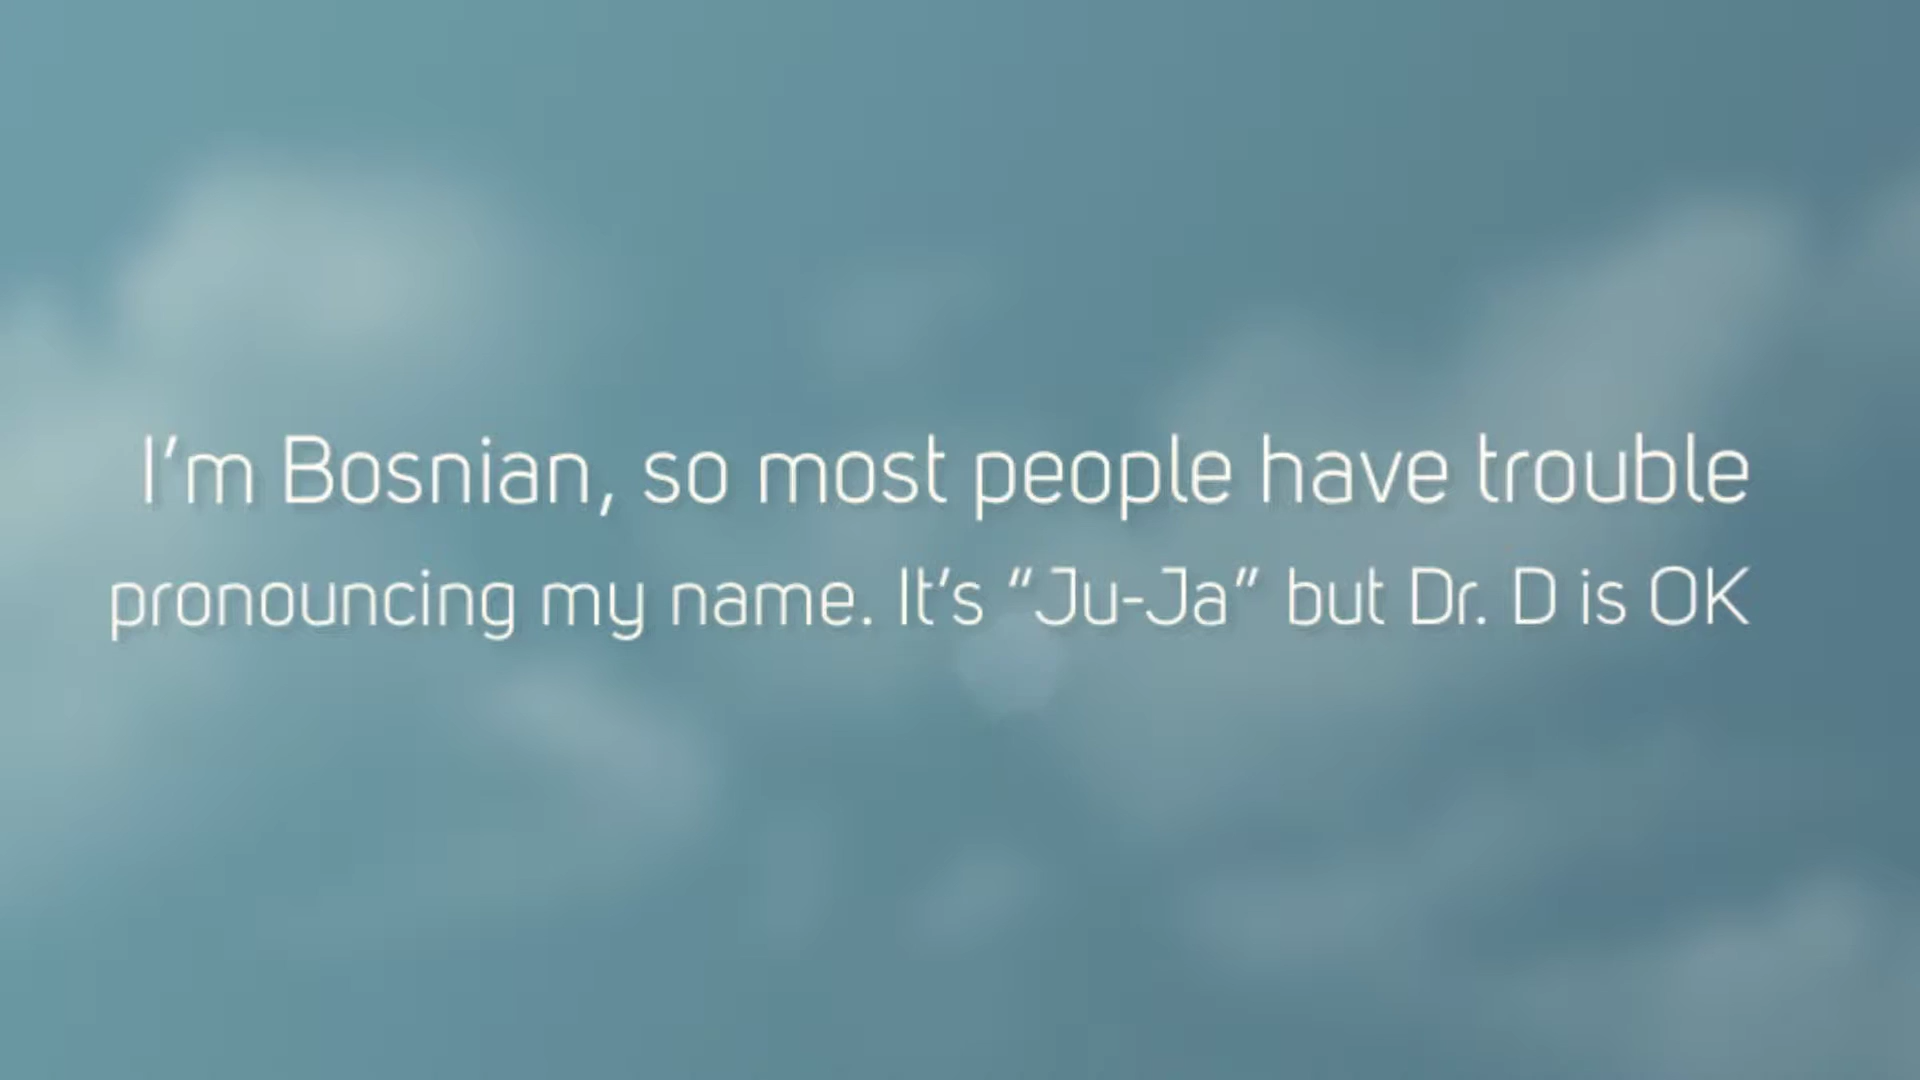 I'm Bosnian, so most people have trouble
pronouncing my name. It's “Ju-Ja” but Dr. D is OK